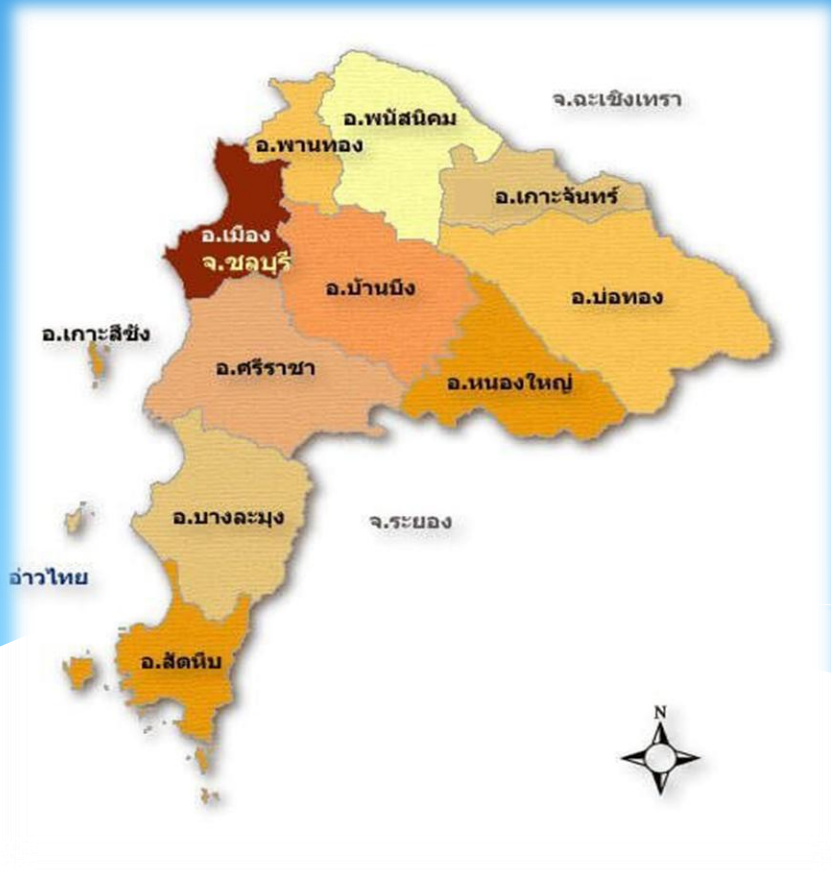 จ.ฉะเชิงเทรา
อ.พนัสนิคม
อ.พานทอง
อ.เกาะจันทร์
อ.เมือง
จ.ชลบุรี
อ.บ้านบึง
อ.บ่อทอง
อ.เกาะสีชัง
อ.ศรีราชา
อ.หนองใหญ่
อ.บางละมุง
จ.ระยอง
อ่าวไทย
อ.สัตหีบ
N